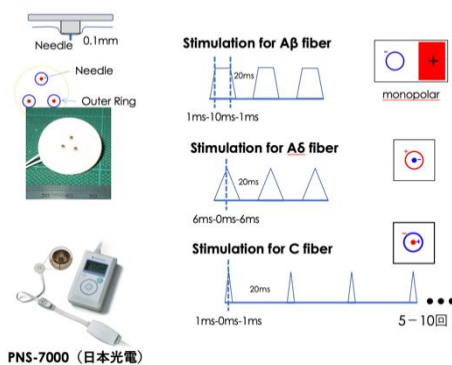 Needle
0.1mm
Needle
Outer Ring
PNS-7000（日本光電）
Stimulation for Aβ fiber
20ms
1ms-10ms-1ms
- +
monopolar
Stimulation for Aδ fiber
20ms
6ms-0ms-6ms
+ -
Stimulation for C fiber
20ms
1ms-0ms-1ms
- +
5－10回